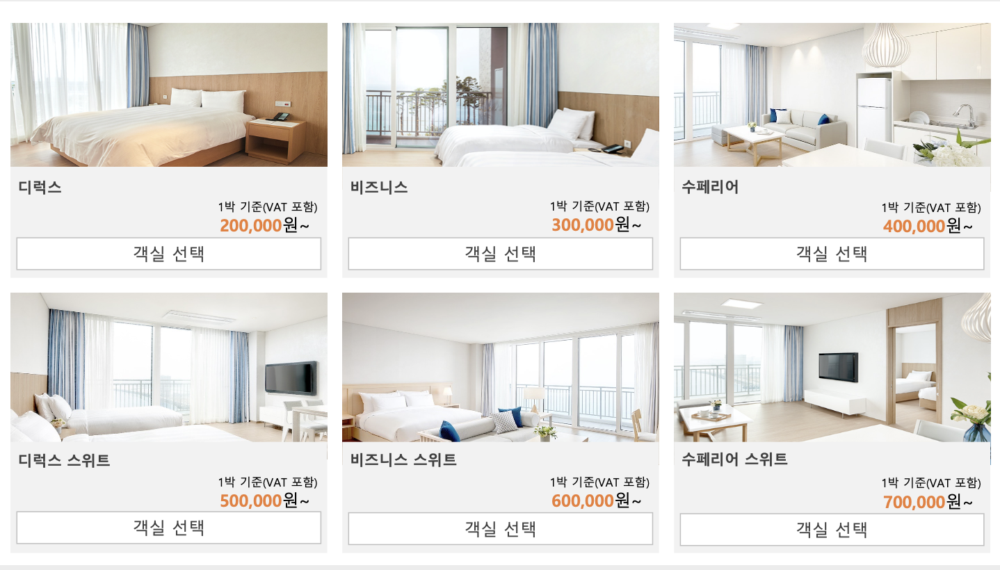 디럭스
1박 기준(VAT 포함)
200,000원~
객실 선택
비즈니스
1박 기준(VAT 포함)
300,000원~
객실 선택
수페리어
1박 기준(VAT 포함)
400,000원~
객실 선택
디럭스 스위트
1박 기준(VAT 포함)
500,000원~
객실 선택
비즈니스 스위트
1박 기준(VAT 포함)
600,000원~
객실 선택
수페리어 스위트
1박 기준(VAT 포함)
700,000원~
객실 선택